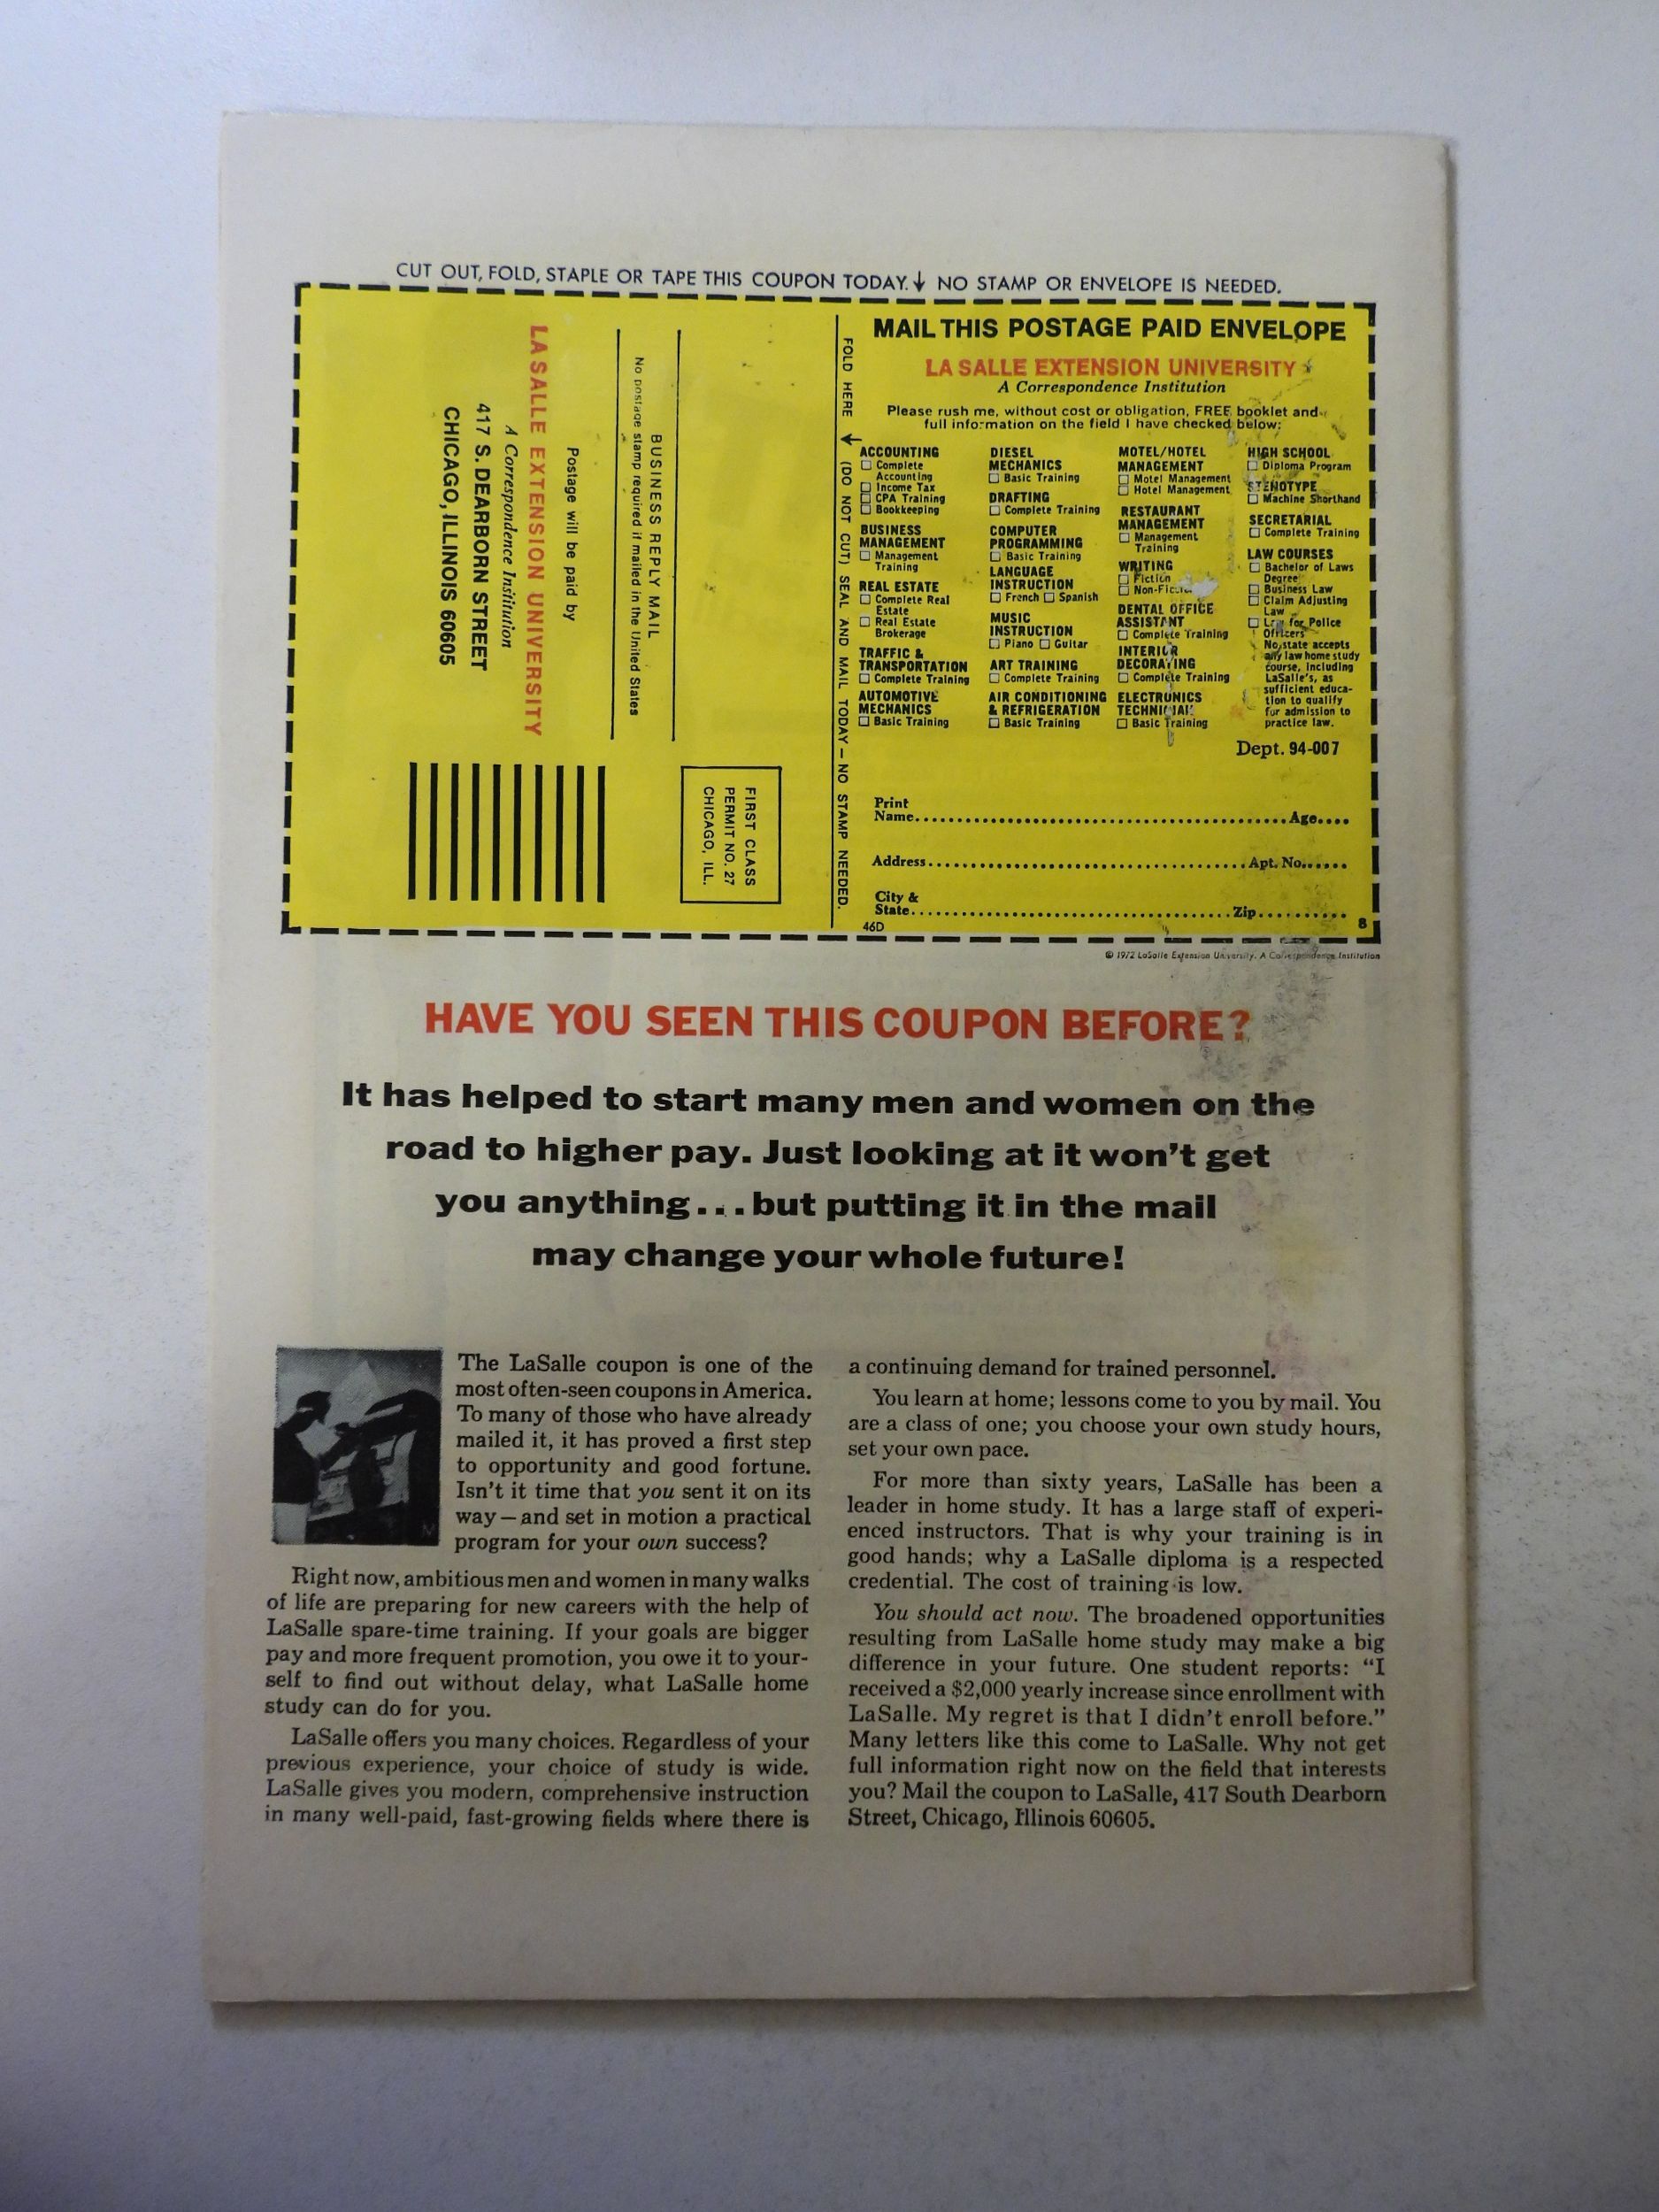 CUT OUT, FOLD, STAPLE OR TAPE THIS COUPON TODAY. ↓ NO STAMP OR ENVELOPE IS NEEDED.
LA SALLE EXTENSION UNIVERSITY
A Correspondence Institution
417 S. DEARBORN STREET
CHICAGO, ILLINOIS 60605
Postage will be paid by
BUSINESS REPLY MAIL
No postage stamp required if mailed in the United States
FIRST CLASS
PERMIT NO. 27
CHICAGO, ILL.
FOLD HERE ← (DO NOT CUT) SEAL AND MAIL TODAY — NO STAMP NEEDED.
MAIL THIS POSTAGE PAID ENVELOPE
LA SALLE EXTENSION UNIVERSITY
A Correspondence Institution
Please rush me, without cost or obligation, FREE booklet and
full information on the field I have checked below:
ACCOUNTING
☐ Complete
Accounting
☐ Income Tax
☐ CPA Training
☐ Bookkeeping
BUSINESS
MANAGEMENT
☐ Management
Training
REAL ESTATE
☐ Complete Real
Estate
☐ Real Estate
Brokerage
TRAFFIC &
TRANSPORTATION
☐ Complete Training
AUTOMOTIVE
MECHANICS
☐ Basic Training
DIESEL
MECHANICS
☐ Basic Training
DRAFTING
☐ Complete Training
COMPUTER
PROGRAMMING
☐ Basic Training
LANGUAGE
INSTRUCTION
☐ French ☐ Spanish
MUSIC
INSTRUCTION
☐ Piano ☐ Guitar
ART TRAINING
☐ Complete Training
AIR CONDITIONING
& REFRIGERATION
☐ Basic Training
MOTEL/HOTEL
MANAGEMENT
☐ Motel Management
☐ Hotel Management
RESTAURANT
MANAGEMENT
☐ Management
Training
WRITING
☐ Fiction
☐ Non-Fiction
DENTAL OFFICE
ASSISTANT
☐ Complete Training
INTERIOR
DECORATING
☐ Complete Training
ELECTRONICS
TECHNICIAN
☐ Basic Training
HIGH SCHOOL
☐ Diploma Program
STENOTYPE
☐ Machine Shorthand
SECRETARIAL
☐ Complete Training
LAW COURSES
☐ Bachelor of Laws
Degree
☐ Business Law
☐ Claim Adjusting
Law
☐ Law for Police
Officers
No state accepts
any law home study
course, including
LaSalle's, as
sufficient educa-
tion to qualify
for admission to
practice law.
Dept. 94-007
Print
Name..........Age....
Address..........Apt. No......
City &
State..........Zip..........
46D 8
© 1972 LaSalle Extension University. A Correspondence Institution
HAVE YOU SEEN THIS COUPON BEFORE?
It has helped to start many men and women on the
road to higher pay. Just looking at it won't get
you anything...but putting it in the mail
may change your whole future!
The LaSalle coupon is one of the
most often-seen coupons in America.
To many of those who have already
mailed it, it has proved a first step
to opportunity and good fortune.
Isn't it time that you sent it on its
way—and set in motion a practical
program for your own success?
Right now, ambitious men and women in many walks
of life are preparing for new careers with the help of
LaSalle spare-time training. If your goals are bigger
pay and more frequent promotion, you owe it to your-
self to find out without delay, what LaSalle home
study can do for you.
LaSalle offers you many choices. Regardless of your
previous experience, your choice of study is wide.
LaSalle gives you modern, comprehensive instruction
in many well-paid, fast-growing fields where there is
a continuing demand for trained personnel.
You learn at home; lessons come to you by mail. You
are a class of one; you choose your own study hours,
set your own pace.
For more than sixty years, LaSalle has been a
leader in home study. It has a large staff of experi-
enced instructors. That is why your training is in
good hands; why a LaSalle diploma is a respected
credential. The cost of training is low.
You should act now. The broadened opportunities
resulting from LaSalle home study may make a big
difference in your future. One student reports: "I
received a $2,000 yearly increase since enrollment with
LaSalle. My regret is that I didn't enroll before."
Many letters like this come to LaSalle. Why not get
full information right now on the field that interests
you? Mail the coupon to LaSalle, 417 South Dearborn
Street, Chicago, Illinois 60605.